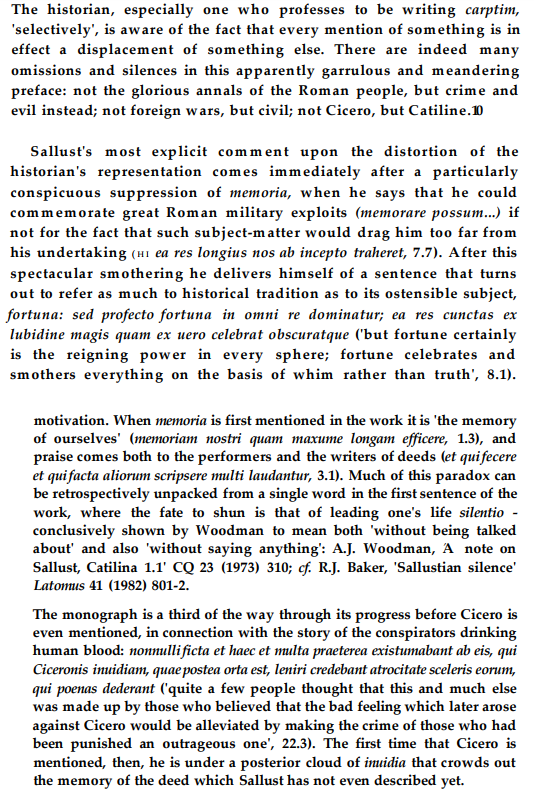 The historian, especially one who professes to be writing carptim,
'selectively', is aware of the fact that every mention of something is in
effect a displacement of something else. There are indeed many
omissions and silences in this apparently garrulous and meandering
preface: not the glorious annals of the Roman people, but crime and
evil instead; not foreign wars, but civil; not Cicero, but Catiline.10
Sallust's most explicit comment upon the distortion of the
historian's representation comes immediately after a particularly
conspicuous suppression of memoria, when he says that he could
commemorate great Roman military exploits (memorare possum...) if
not for the fact that such subject-matter would drag him too far from
his undertaking (HI ea res longius nos ab incepto traheret, 7.7). After this
spectacular smothering he delivers himself of a sentence that turns
out to refer as much to historical tradition as to its ostensible subject,
fortuna: sed profecto fortuna in omni re dominatur; ea res cunctas ex
lubidine magis quam ex uero celebrat obscuratque ('but fortune certainly
is the reigning power in every sphere; fortune celebrates and
smothers everything on the basis of whim rather than truth', 8.1).
motivation. When memoria is first mentioned in the work it is 'the memory
of ourselves' (memoriam nostri quam maxume longam efficere, 1.3), and
praise comes both to the performers and the writers of deeds (et qui fecere
et qui facta aliorum scripsere multi laudantur, 3.1). Much of this paradox can
be retrospectively unpacked from a single word in the first sentence of the
work, where the fate to shun is that of leading one's life silentio -
conclusively shown by Woodman to mean both 'without being talked
about' and also 'without saying anything': A.J. Woodman, 'A note on
Sallust, Catilina 1.1' CQ 23 (1973) 310; cf. R.J. Baker, 'Sallustian silence'
Latomus 41 (1982) 801-2.
The monograph is a third of the way through its progress before Cicero is
even mentioned, in connection with the story of the conspirators drinking
human blood: nonnulli ficta et haec et multa praeterea existumabant ab eis, qui
Ciceronis inuidiam, quae postea orta est, leniri credebant atrocitate sceleris eorum,
qui poenas dederant ('quite a few people thought that this and much else
was made up by those who believed that the bad feeling which later arose
against Cicero would be alleviated by making the crime of those who had
been punished an outrageous one', 22.3). The first time that Cicero is
mentioned, then, he is under a posterior cloud of inuidia that crowds out
the memory of the deed which Sallust has not even described yet.